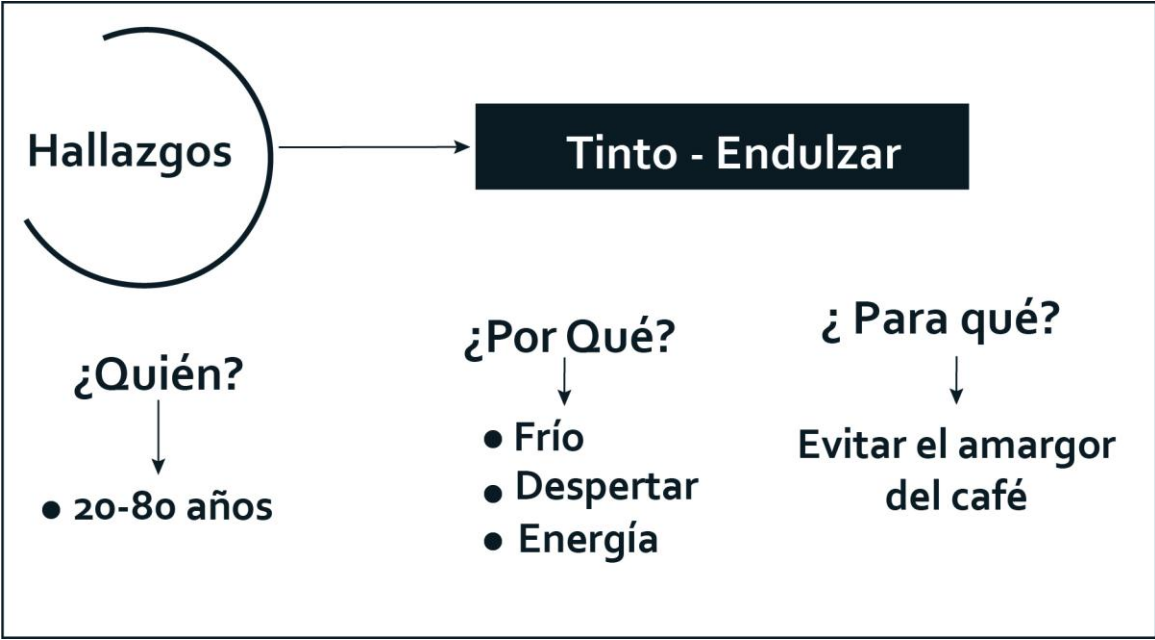 Hallazgos
Tinto - Endulzar
¿Quién?
• 20-80 años
¿Por Qué?
• Frío
• Despertar
• Energía
¿ Para qué?
Evitar el amargor
del café